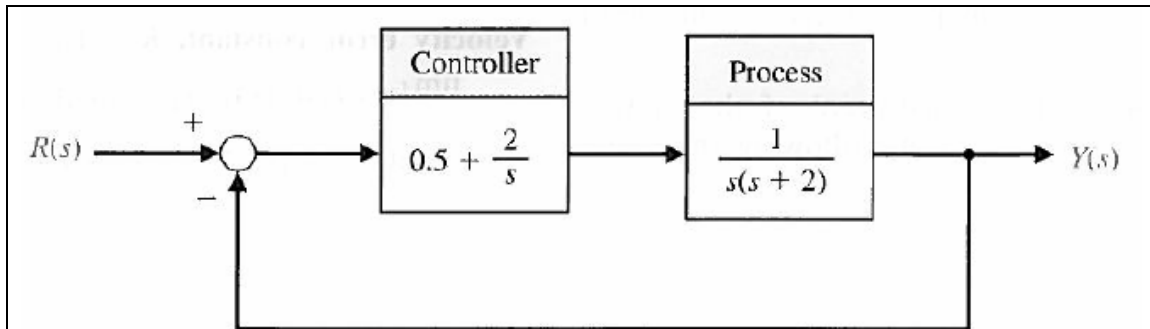 Controller
Process
R(s)
+
−
0.5 + 2/s
1/s(s + 2)
Y(s)